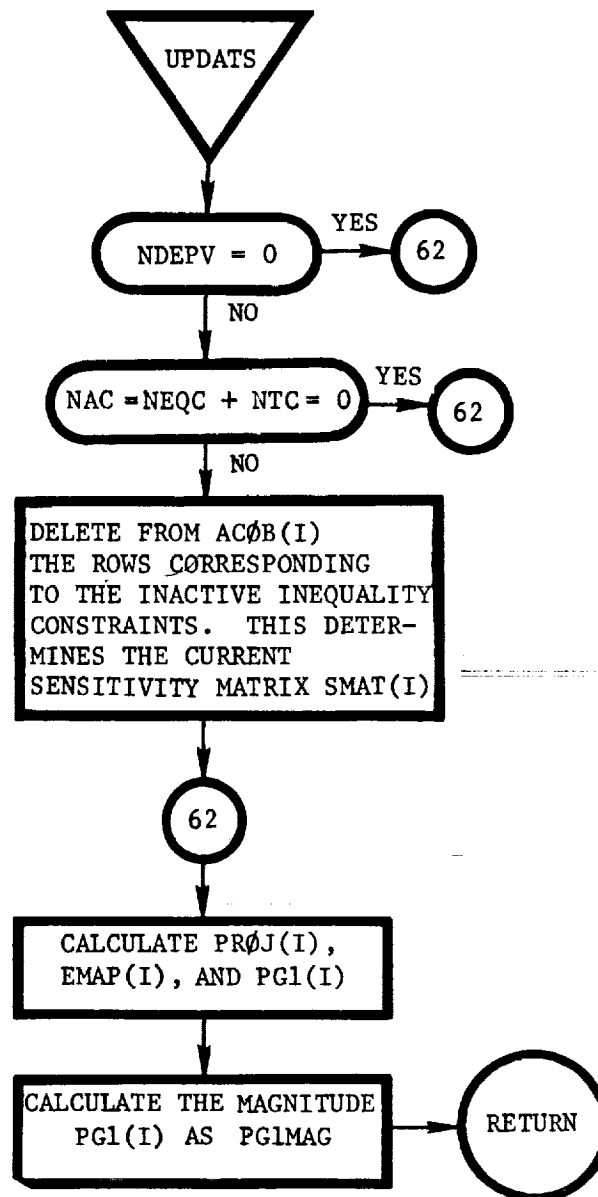 UPDATS
NDEPV = 0
YES
62
NO
NAC =NEQC + NTC= 0
YES
62
NO
DELETE FROM ACØB(I)
THE ROWS CORRESPONDING
TO THE INACTIVE INEQUALITY
CONSTRAINTS. THIS DETER-
MINES THE CURRENT
SENSITIVITY MATRIX SMAT(I)
62
CALCULATE PRØJ(I),
EMAP(I), AND PG1(I)
CALCULATE THE MAGNITUDE
PG1(I) AS PG1MAG
RETURN